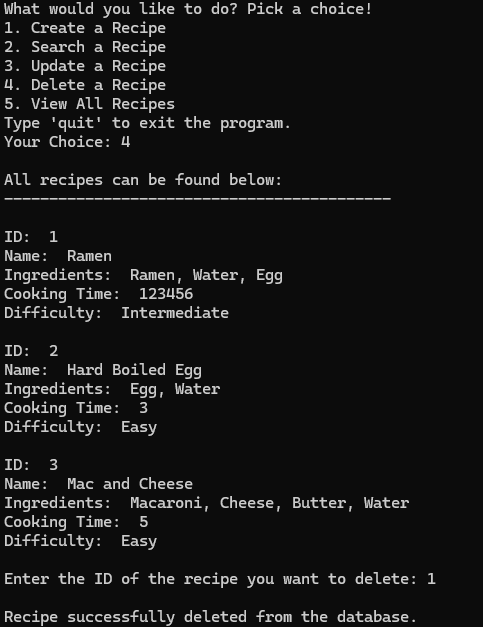 What would you like to do? Pick a choice!
1. Create a Recipe
2. Search a Recipe
3. Update a Recipe
4. Delete a Recipe
5. View All Recipes
Type 'quit' to exit the program.
Your Choice: 4
All recipes can be found below:
-------------------------------------------
ID:  1
Name:  Ramen
Ingredients:  Ramen, Water, Egg
Cooking Time:  123456
Difficulty:  Intermediate
ID:  2
Name:  Hard Boiled Egg
Ingredients:  Egg, Water
Cooking Time:  3
Difficulty:  Easy
ID:  3
Name:  Mac and Cheese
Ingredients:  Macaroni, Cheese, Butter, Water
Cooking Time:  5
Difficulty:  Easy
Enter the ID of the recipe you want to delete: 1
Recipe successfully deleted from the database.